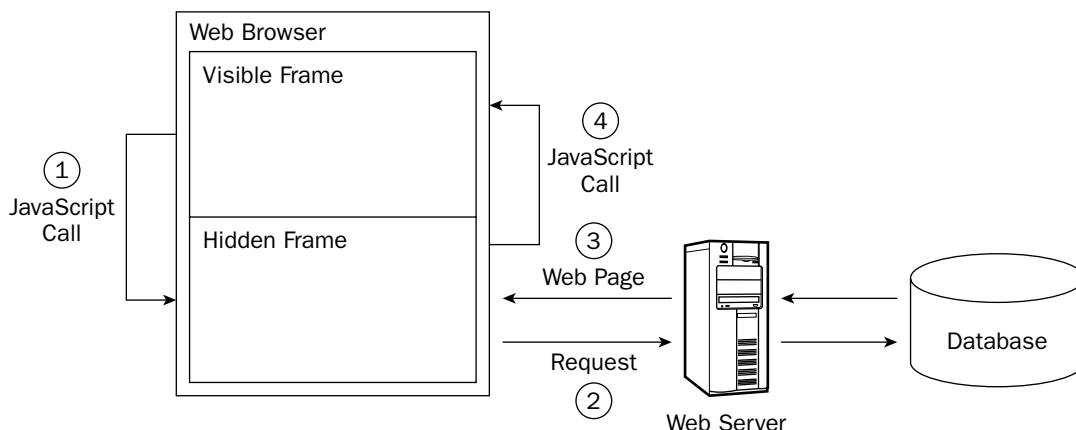 Web Browser
Visible Frame
1
JavaScript
Call
4
JavaScript
Call
Hidden Frame
3
Web Page
Request
2
Web Server
Database